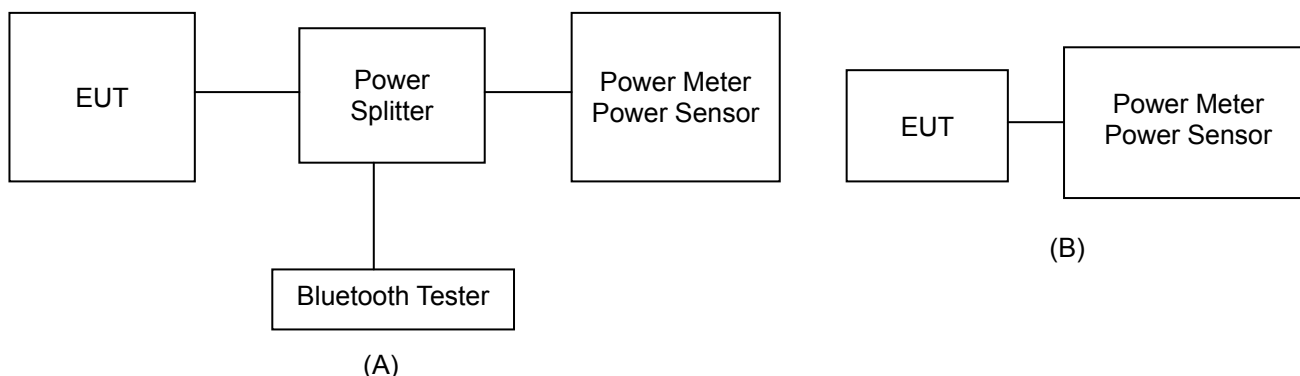 EUT
Power
Splitter
Power Meter
Power Sensor
Bluetooth Tester
(A)
EUT
Power Meter
Power Sensor
(B)